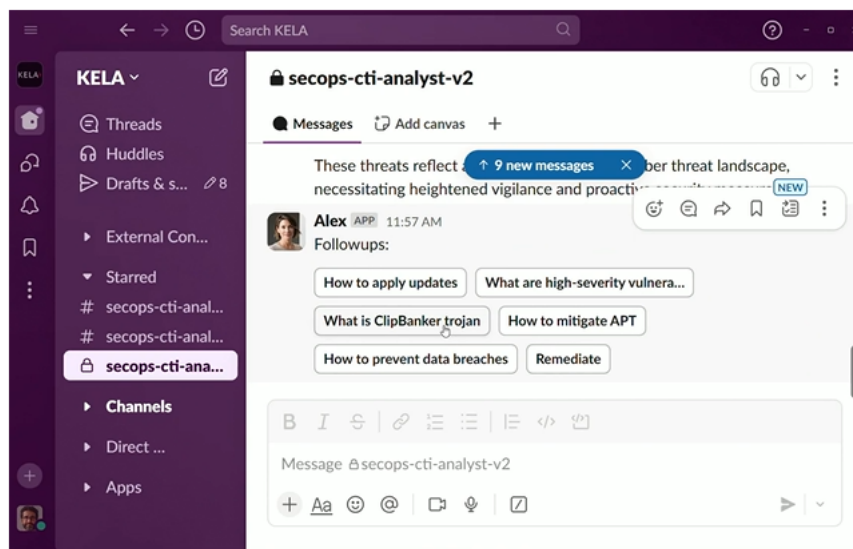 Search KELA
KELA
KELA
Threads
Huddles
Drafts & s... 8
External Con...
Starred
# secops-cti-anal...
# secops-cti-anal...
secops-cti-ana...
Channels
Direct ...
Apps
secops-cti-analyst-v2
Messages Add canvas +
These threats reflect
↑ 9 new messages ×
ber threat landscape,
necessitating heightened vigilance and proactive
NEW
Alex APP 11:57 AM
Followups:
How to apply updates What are high-severity vulnera...
What is ClipBanker trojan How to mitigate APT
How to prevent data breaches Remediate
B I S
Message secops-cti-analyst-v2
+ Aa @